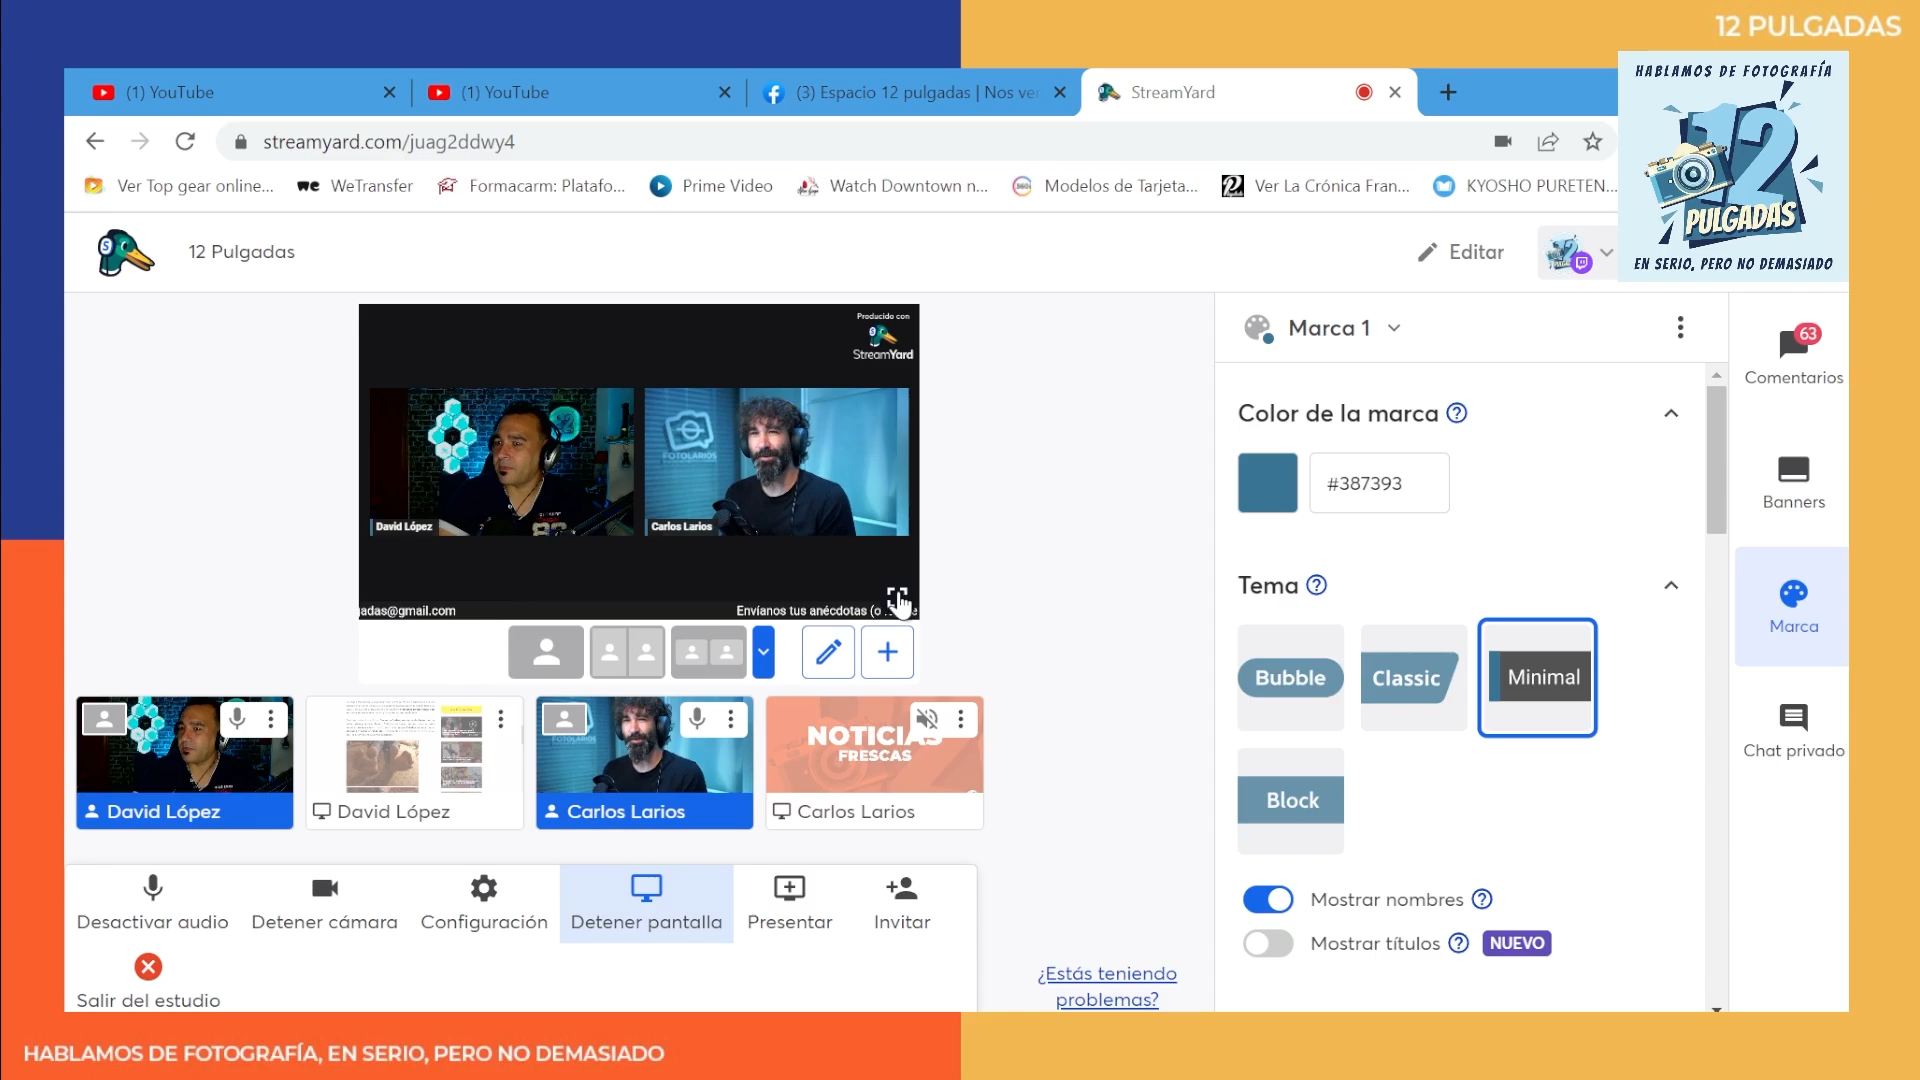 12 PULGADAS
HABLAMOS DE FOTOGRAFÍA
12
PULGADAS
EN SERIO, PERO NO DEMASIADO
(1) YouTube
(1) YouTube
(3) Espacio 12 pulgadas | Nos ve
StreamYard
streamyard.com/juag2ddwy4
Ver Top gear online...
WeTransfer
Formacarm: Platafo...
Prime Video
Watch Downtown n...
Modelos de Tarjeta...
Ver La Crónica Fran...
KYOSHO PURETEN...
12 Pulgadas
Editar
Producido con
StreamYard
FOTOLARIOS
David López
Carlos Larios
adas@gmail.com
Envíanos tus anécdotas (o
Marca 1
Color de la marca
#387393
Tema
Bubble
Classic
Minimal
Block
Mostrar nombres
Mostrar títulos
NUEVO
63
Comentarios
Banners
Marca
Chat privado
NOTICIAS
FRESCAS
David López
David López
Carlos Larios
Carlos Larios
Desactivar audio
Detener cámara
Configuración
Detener pantalla
Presentar
Invitar
Salir del estudio
¿Estás teniendo
problemas?
HABLAMOS DE FOTOGRAFÍA, EN SERIO, PERO NO DEMASIADO